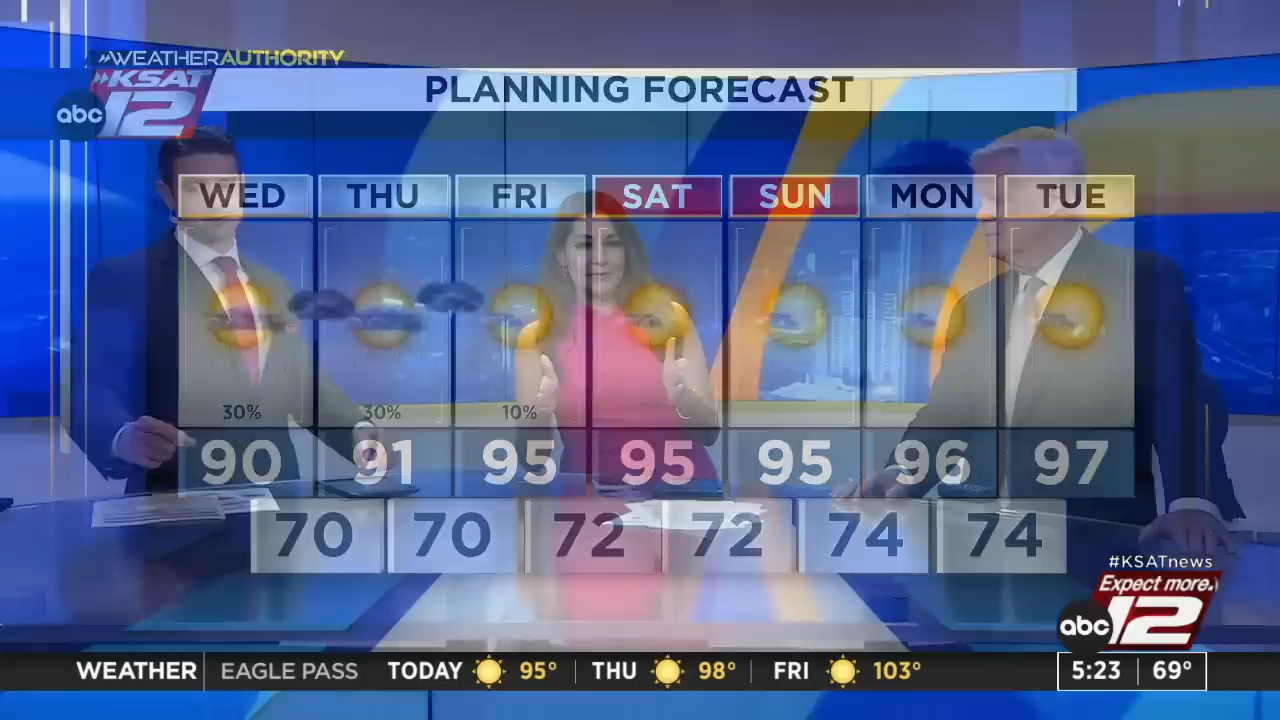 WEATHERAUTHORITY
KSAT
abc 12
PLANNING FORECAST
WED THU FRI SAT SUN MON TUE
30% 30% 10%
90 91 95 95 95 96 97
70 70 72 72 74 74
#KSATnews
Expect more.
abc 12
WEATHER EAGLE PASS TODAY 95° THU 98° FRI 103° 5:23 69°